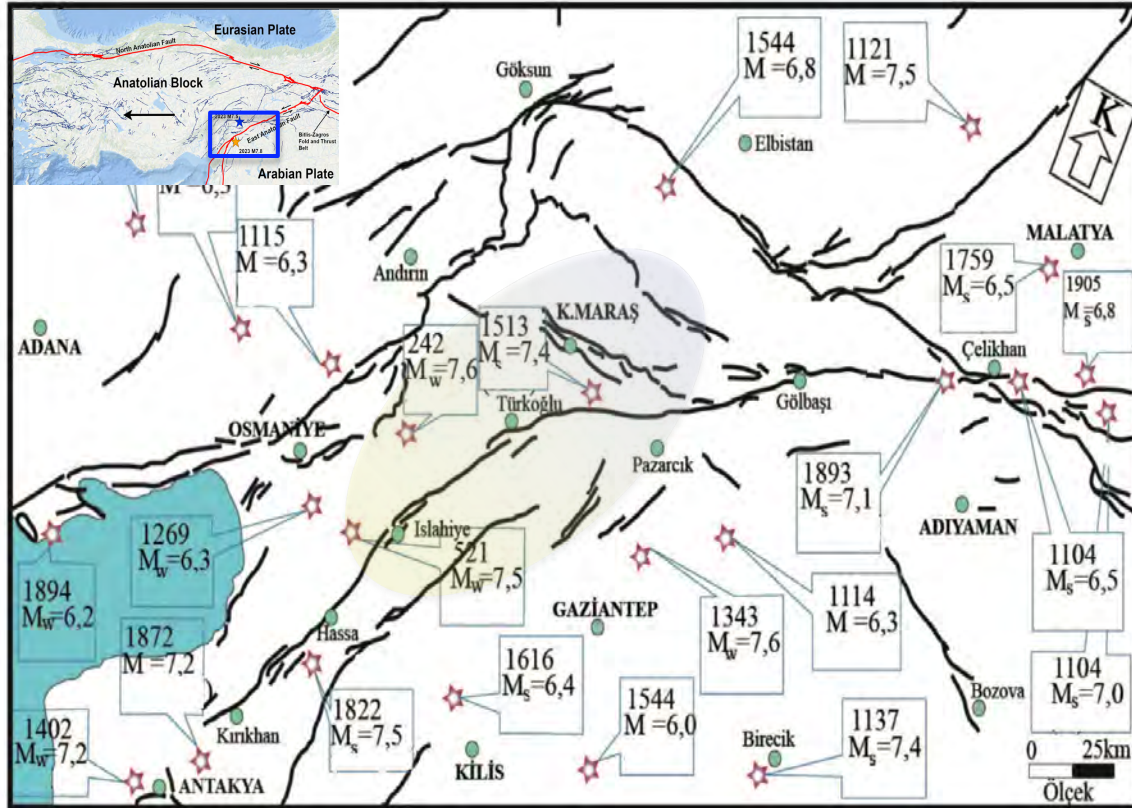 Eurasian Plate
North Anatolian Fault
Anatolian Block
2023 M7.5
East Anatolian Fault
2023 M7.8
Bitlis-Zagros
Fold and Thrust
Belt
Arabian Plate
Göksun
1544
M =6,8
1121
M =7,5
K
Elbistan
1115
M =6,3
Andırın
MALATYA
1759
Ms=6,5
1905
Ms=6,8
ADANA
K.MARAŞ
1513
Ms=7,4
242
Mw=7,6
Çelikhan
Gölbaşı
Türkoğlu
OSMANİYE
Pazarcık
1893
Ms=7,1
ADIYAMAN
1269
Mw=6,3
Islahiye
521
Mw=7,5
1894
Mw=6,2
1104
Ms=6,5
1114
M =6,3
1343
Mw=7,6
GAZİANTEP
Hassa
1872
M =7,2
1616
Ms=6,4
1104
Ms=7,0
Bozova
1822
Ms=7,5
1544
M =6,0
1137
Ms=7,4
Kırıkhan
1402
Mw=7,2
Birecik
KİLİS
ANTAKYA
0 25km
Ölçek